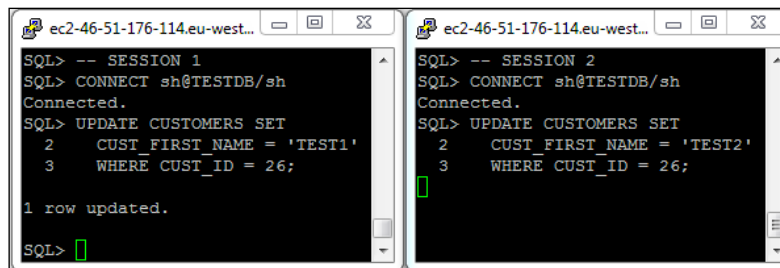 ec2-46-51-176-114.eu-west...
SQL> -- SESSION 1
SQL> CONNECT sh@TESTDB/sh
Connected.
SQL> UPDATE CUSTOMERS SET
2 CUST_FIRST_NAME = 'TEST1'
3 WHERE CUST_ID = 26;
1 row updated.
SQL>
ec2-46-51-176-114.eu-west...
SQL> -- SESSION 2
SQL> CONNECT sh@TESTDB/sh
Connected.
SQL> UPDATE CUSTOMERS SET
2 CUST_FIRST_NAME = 'TEST2'
3 WHERE CUST_ID = 26;